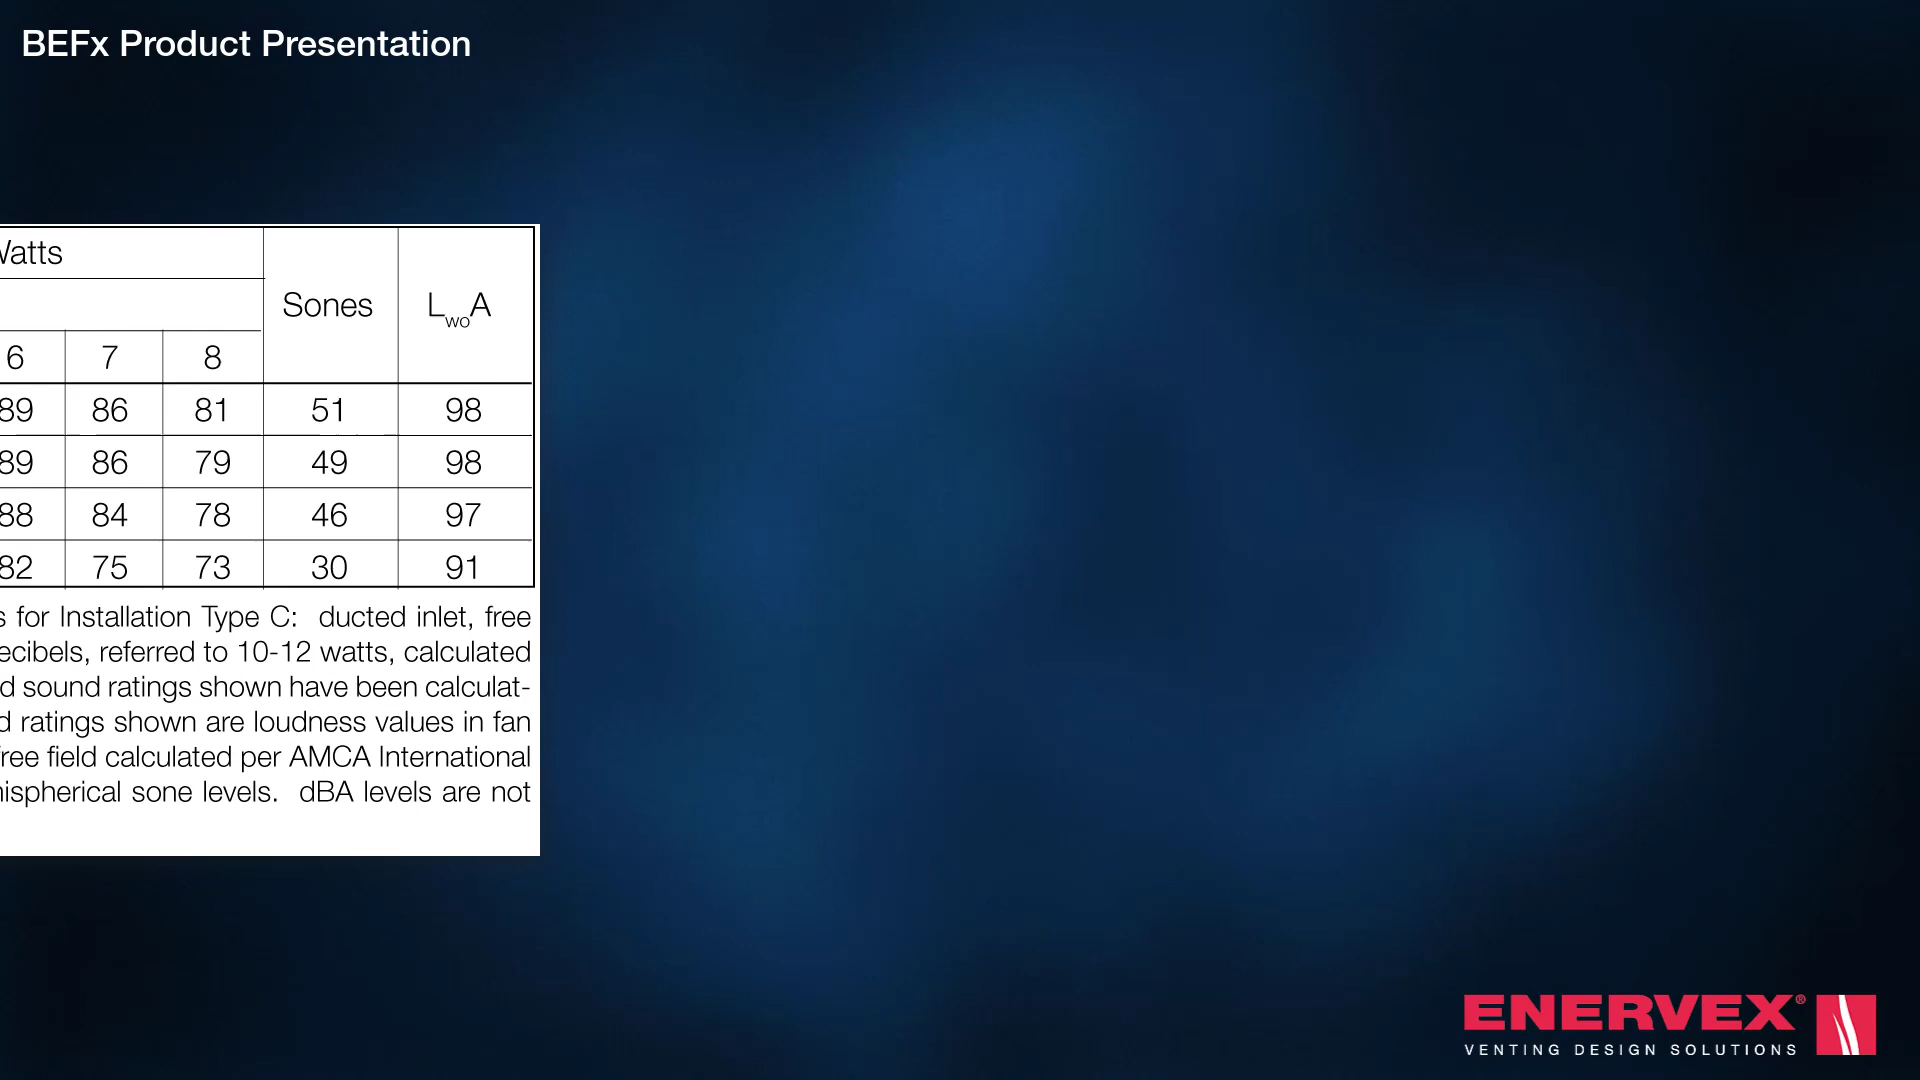 BEFx Product Presentation
Watts
Sones LwoA
6 7 8
89 86 81 51 98
89 86 79 49 98
88 84 78 46 97
82 75 73 30 91
for Installation Type C: ducted inlet, free
referred to 10-12 watts, calculated
sound ratings shown have been calculat-
ratings shown are loudness values in fan
free field calculated per AMCA International
sone levels. dBA levels are not
ENERVEX®
VENTING DESIGN SOLUTIONS